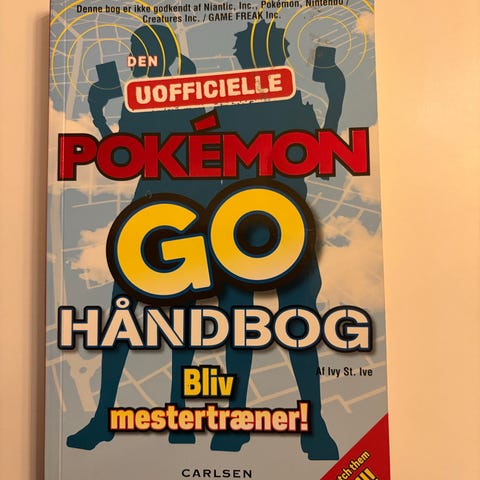 Denne bog er ikke godkendt af Niantic, Inc., Pokémon, Nintendo /
Creatures Inc. / GAME FREAK Inc.
DEN
UOFFICIELLE
POKÉMON
GO
HÅNDBOG
Af Ivy St. Ive
Bliv
mestertræner!
CARLSEN
them